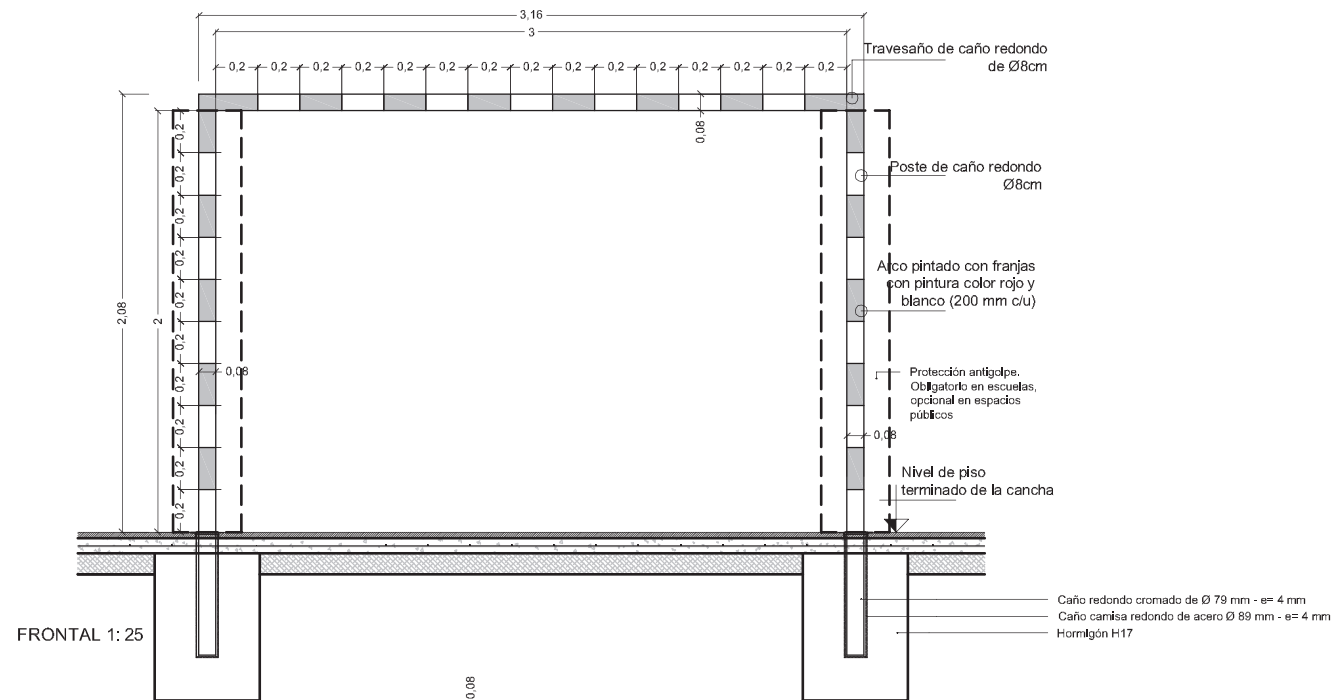 3,16
3
0,2 0,2 0,2 0,2 0,2 0,2 0,2 0,2 0,2 0,2 0,2 0,2 0,2 0,2 0,2
Travesaño de caño redondo
de Ø8cm
0,08
0,2
0,2
0,2
0,2
0,2
0,2
0,2
0,2
0,2
0,2
2,08
2
0,08
Poste de caño redondo
Ø8cm
Arco pintado con franjas
con pintura color rojo y
blanco (200 mm c/u)
Protección antigolpe.
Obligatorio en escuelas,
opcional en espacios
públicos
0,08
Nivel de piso
terminado de la cancha
Caño redondo cromado de Ø 79 mm - e= 4 mm
Caño camisa redondo de acero Ø 89 mm - e= 4 mm
Hormigón H17
FRONTAL 1: 25
0,08